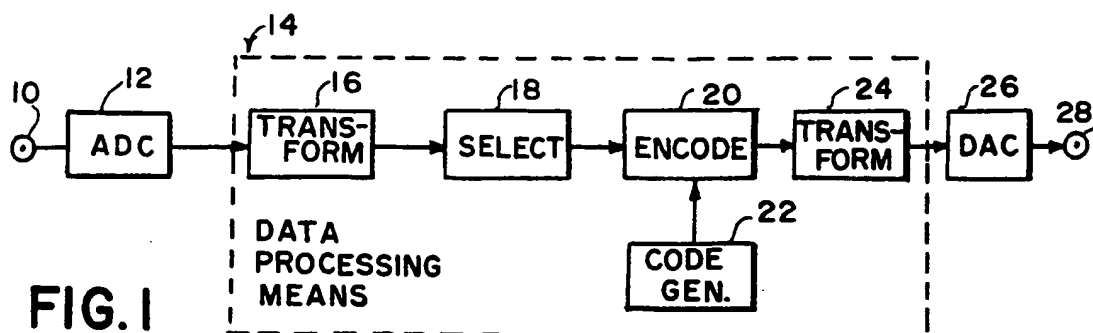 14
10
12
16
18
20
24
26
28
ADC
TRANS-
FORM
SELECT
ENCODE
TRANS-
FORM
DAC
22
DATA
PROCESSING
MEANS
CODE
GEN.
FIG. 1